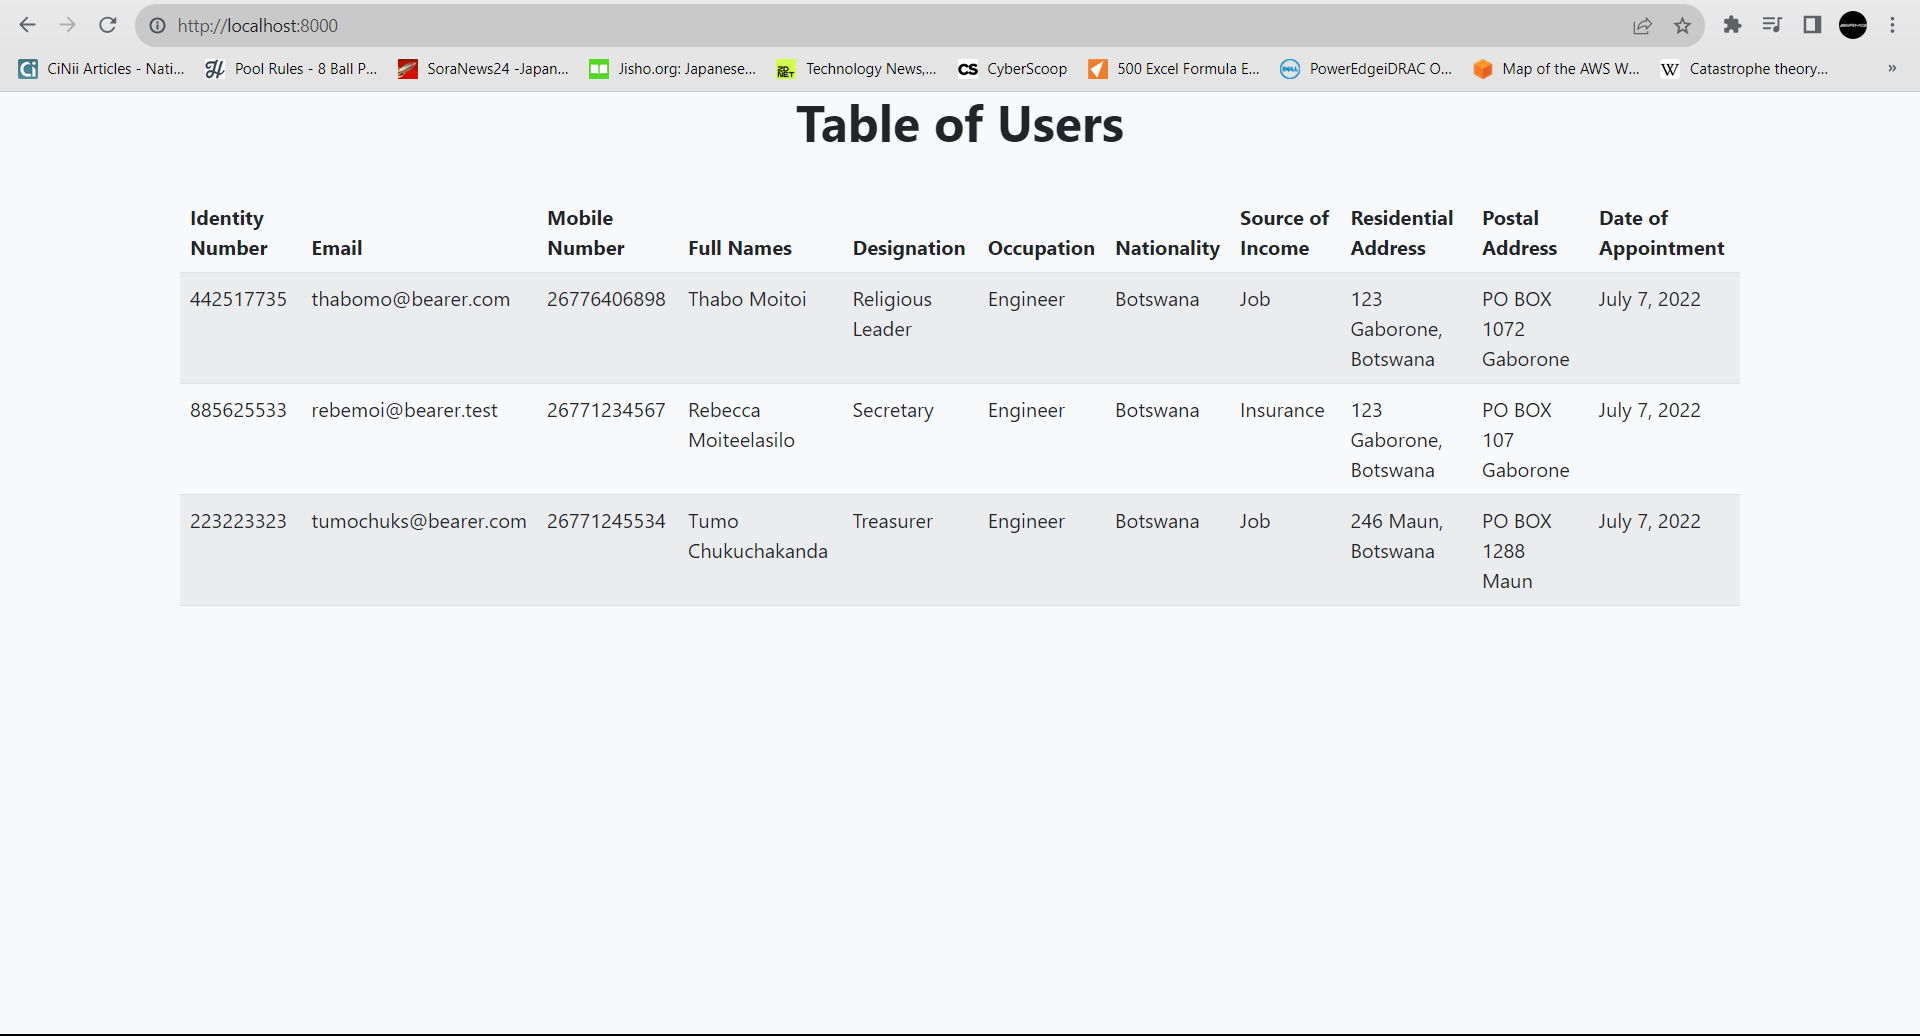 http://localhost:8000
CiNii Articles - Nati... Pool Rules - 8 Ball P... SoraNews24 -Japan... Jisho.org: Japanese... Technology News,... CyberScoop 500 Excel Formula E... PowerEdgeiDRAC O... Map of the AWS W... Catastrophe theory... »
Table of Users
Identity Number Email Mobile Number Full Names Designation Occupation Nationality Source of Income Residential Address Postal Address Date of Appointment
442517735 thabomo@bearer.com 26776406898 Thabo Moitoi Religious Leader Engineer Botswana Job 123 Gaborone, Botswana PO BOX 1072 Gaborone July 7, 2022
885625533 rebemoi@bearer.test 26771234567 Rebecca Moiteelasilo Secretary Engineer Botswana Insurance 123 Gaborone, Botswana PO BOX 107 Gaborone July 7, 2022
223223323 tumochuks@bearer.com 26771245534 Tumo Chukuchakanda Treasurer Engineer Botswana Job 246 Maun, Botswana PO BOX 1288 Maun July 7, 2022